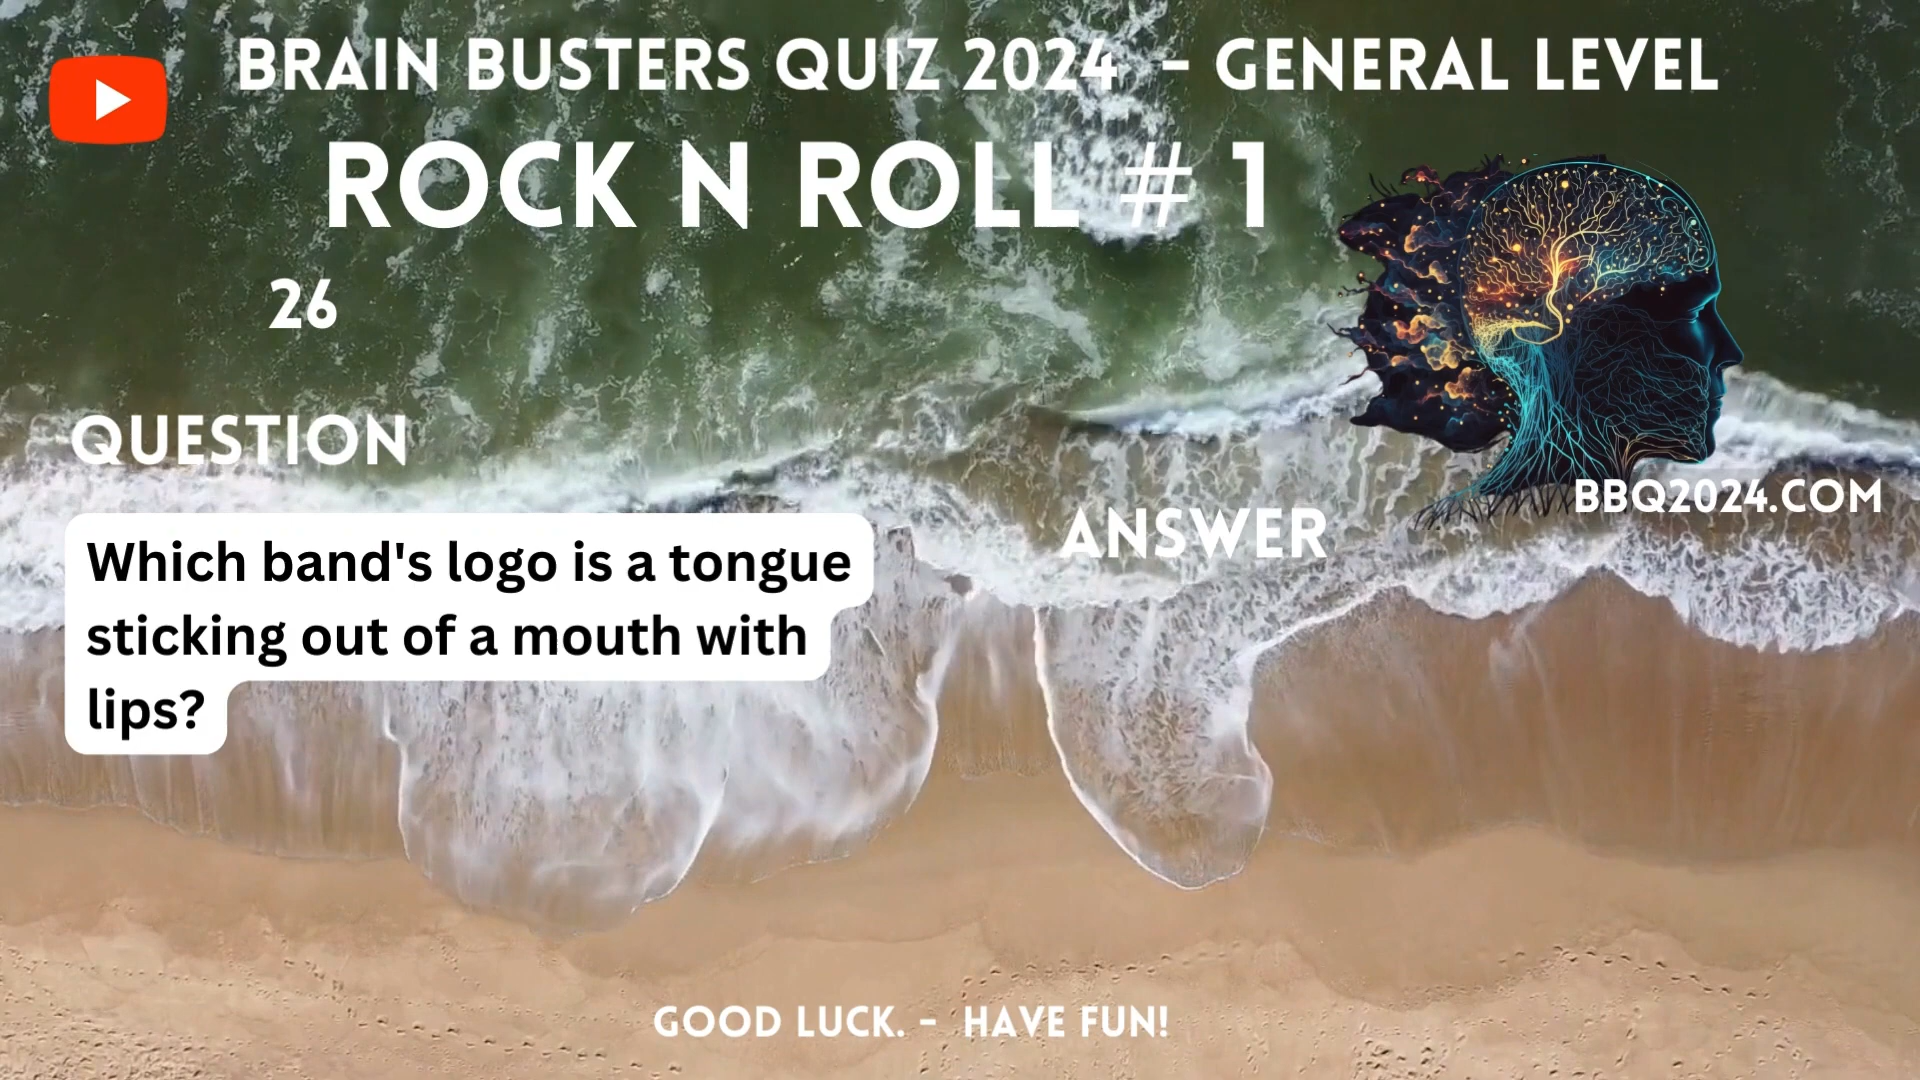 BRAIN BUSTERS QUIZ 2024 - GENERAL LEVEL
ROCK N ROLL # 1
26
QUESTION
Which band's logo is a tongue
sticking out of a mouth with
lips?
ANSWER
BBQ2024.COM
GOOD LUCK. - HAVE FUN!